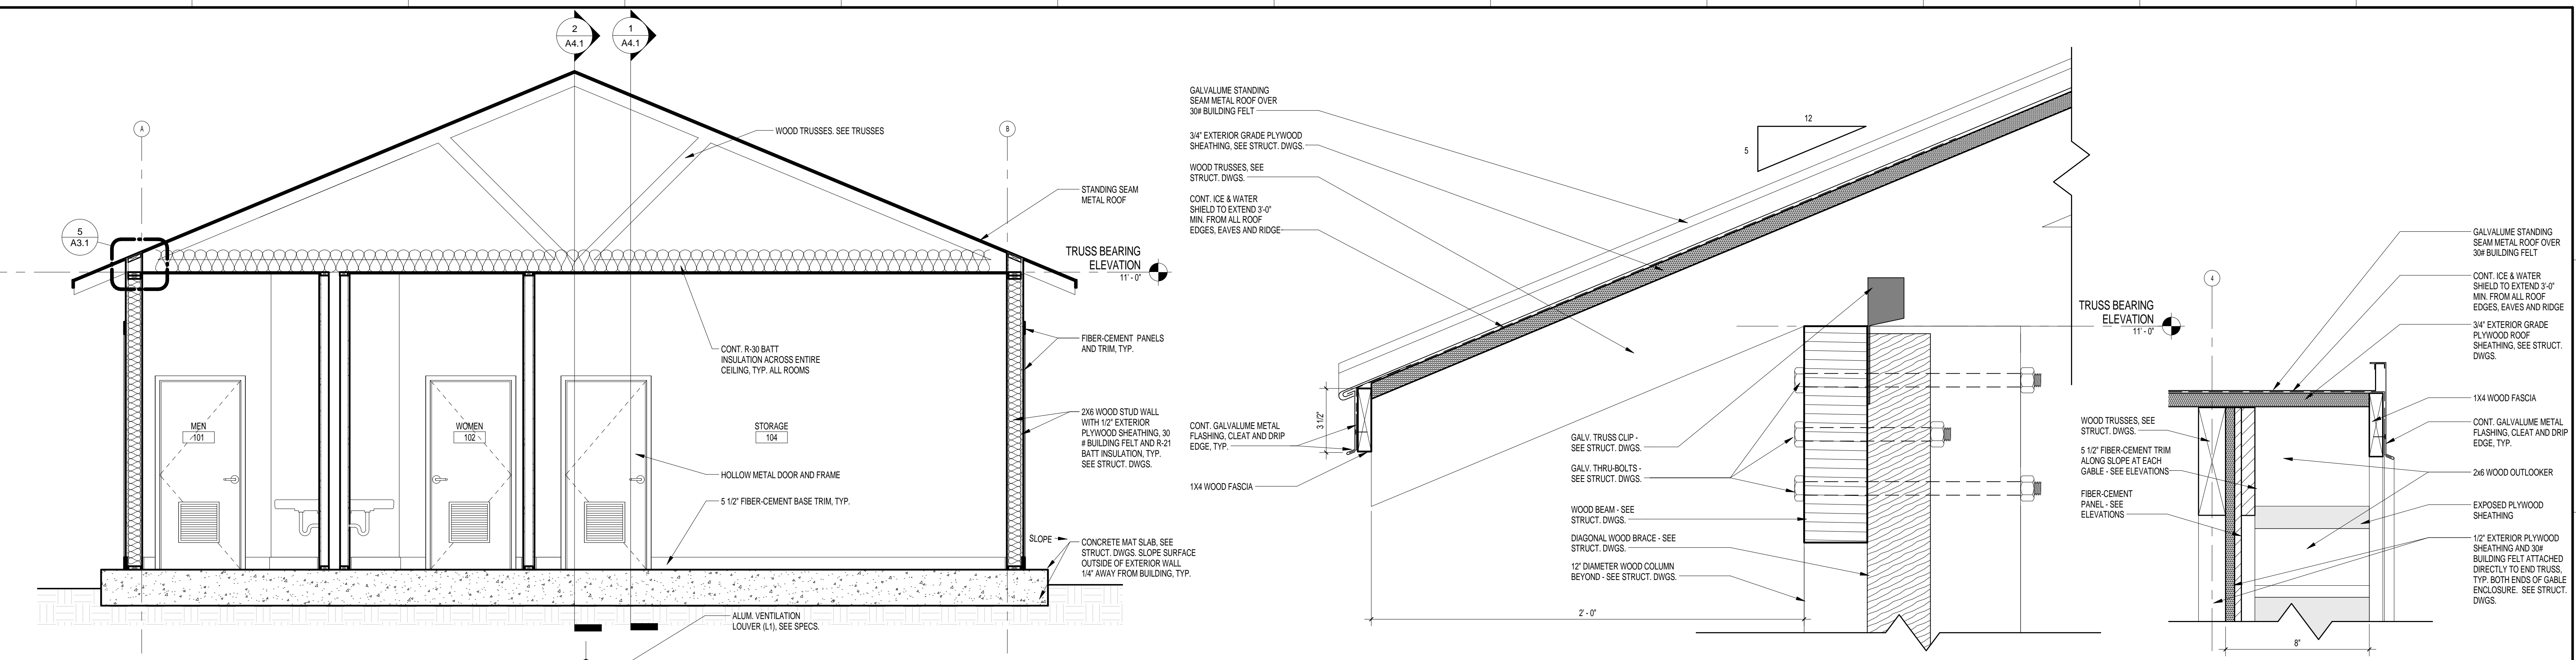 2
A4.1
1
A4.1
A
B
WOOD TRUSSES. SEE TRUSSES
STANDING SEAM
METAL ROOF
5
A3.1
TRUSS BEARING
ELEVATION
11' - 0"
FIBER-CEMENT PANELS
AND TRIM, TYP.
CONT. R-30 BATT
INSULATION ACROSS ENTIRE
CEILING, TYP. ALL ROOMS
MEN
101
WOMEN
102
STORAGE
104
2X6 WOOD STUD WALL
WITH 1/2" EXTERIOR
PLYWOOD SHEATHING, 30
# BUILDING FELT AND R-21
BATT INSULATION, TYP.
SEE STRUCT. DWGS.
HOLLOW METAL DOOR AND FRAME
5 1/2" FIBER-CEMENT BASE TRIM, TYP.
SLOPE
CONCRETE MAT SLAB, SEE
STRUCT. DWGS. SLOPE SURFACE
OUTSIDE OF EXTERIOR WALL
1/4" AWAY FROM BUILDING, TYP.
ALUM. VENTILATION
LOUVER (L1), SEE SPECS.
GALVALUME STANDING
SEAM METAL ROOF OVER
30# BUILDING FELT
3/4" EXTERIOR GRADE PLYWOOD
SHEATHING, SEE STRUCT. DWGS.
WOOD TRUSSES, SEE
STRUCT. DWGS.
CONT. ICE & WATER
SHIELD TO EXTEND 3'-0"
MIN. FROM ALL ROOF
EDGES, EAVES AND RIDGE
12
5
3 1/2"
CONT. GALVALUME METAL
FLASHING, CLEAT AND DRIP
EDGE, TYP.
1X4 WOOD FASCIA
GALV. TRUSS CLIP -
SEE STRUCT. DWGS.
GALV. THRU-BOLTS -
SEE STRUCT. DWGS.
WOOD BEAM - SEE
STRUCT. DWGS.
DIAGONAL WOOD BRACE - SEE
STRUCT. DWGS.
12" DIAMETER WOOD COLUMN
BEYOND - SEE STRUCT. DWGS.
2' - 0"
TRUSS BEARING
ELEVATION
11' - 0"
4
WOOD TRUSSES, SEE
STRUCT. DWGS.
5 1/2" FIBER-CEMENT TRIM
ALONG SLOPE AT EACH
GABLE - SEE ELEVATIONS
FIBER-CEMENT
PANEL - SEE
ELEVATIONS
GALVALUME STANDING
SEAM METAL ROOF OVER
30# BUILDING FELT
CONT. ICE & WATER
SHIELD TO EXTEND 3'-0"
MIN. FROM ALL ROOF
EDGES, EAVES AND RIDGE
3/4" EXTERIOR GRADE
PLYWOOD ROOF
SHEATHING, SEE STRUCT.
DWGS.
1X4 WOOD FASCIA
CONT. GALVALUME METAL
FLASHING, CLEAT AND DRIP
EDGE, TYP.
2x6 WOOD OUTLOOKER
EXPOSED PLYWOOD
SHEATHING
1/2" EXTERIOR PLYWOOD
SHEATHING AND 30#
BUILDING FELT ATTACHED
DIRECTLY TO END TRUSS,
TYP. BOTH ENDS OF GABLE
ENCLOSURE. SEE STRUCT.
DWGS.
8"